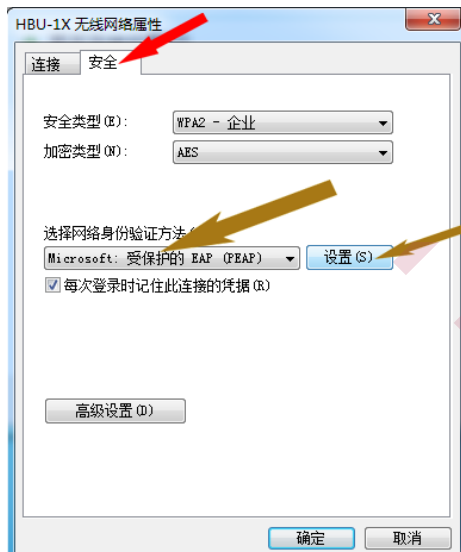 HBU-1X 无线网络属性
连接 安全
安全类型(E): WPA2 - 企业
加密类型(N): AES
选择网络身份验证方法
Microsoft: 受保护的 EAP (PEAP) 设置(S)
每次登录时记住此连接的凭据(R)
高级设置(D)
确定 取消